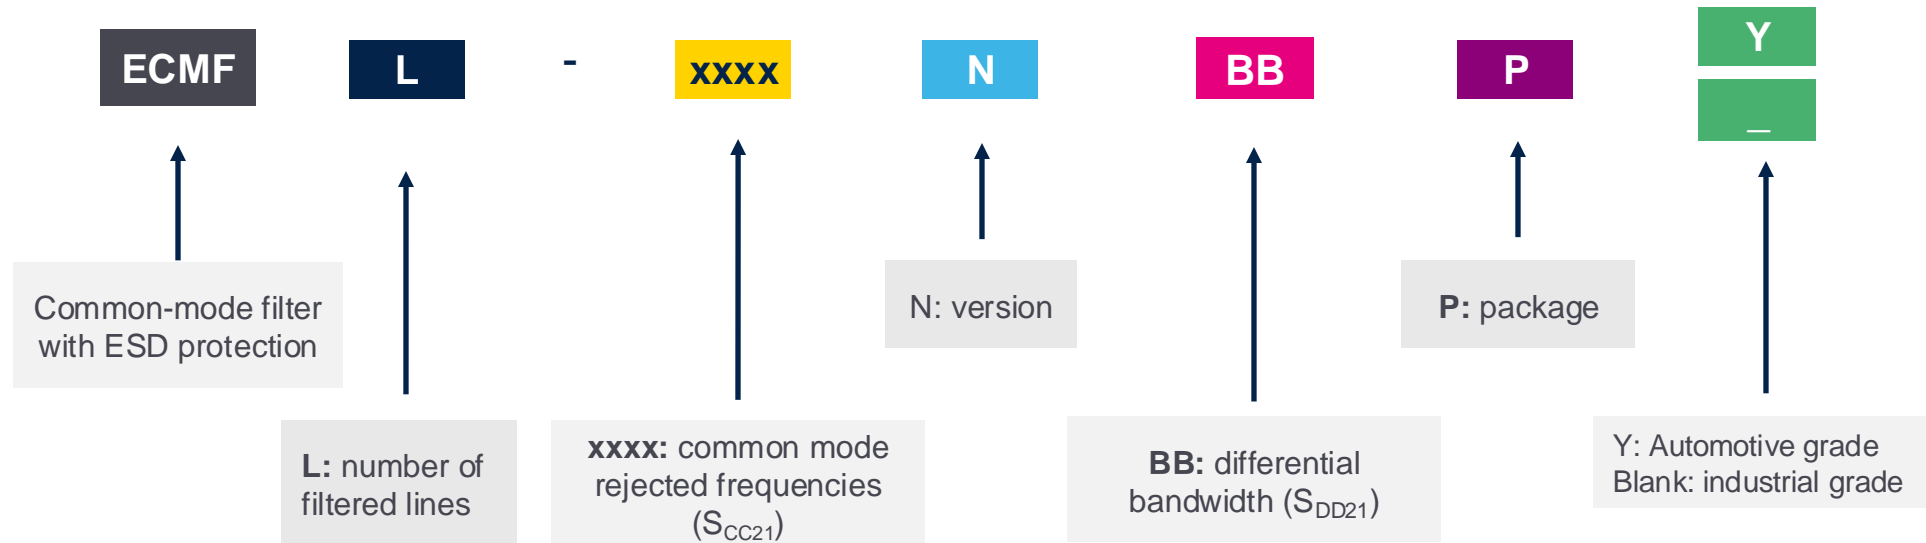 ECMF
L
-
xxxx
N
BB
P
Y
_
Common-mode filter
with ESD protection
N: version
P: package
L: number of
filtered lines
xxxx: common mode
rejected frequencies
(SCC21)
BB: differential
bandwidth (SDD21)
Y: Automotive grade
Blank: industrial grade